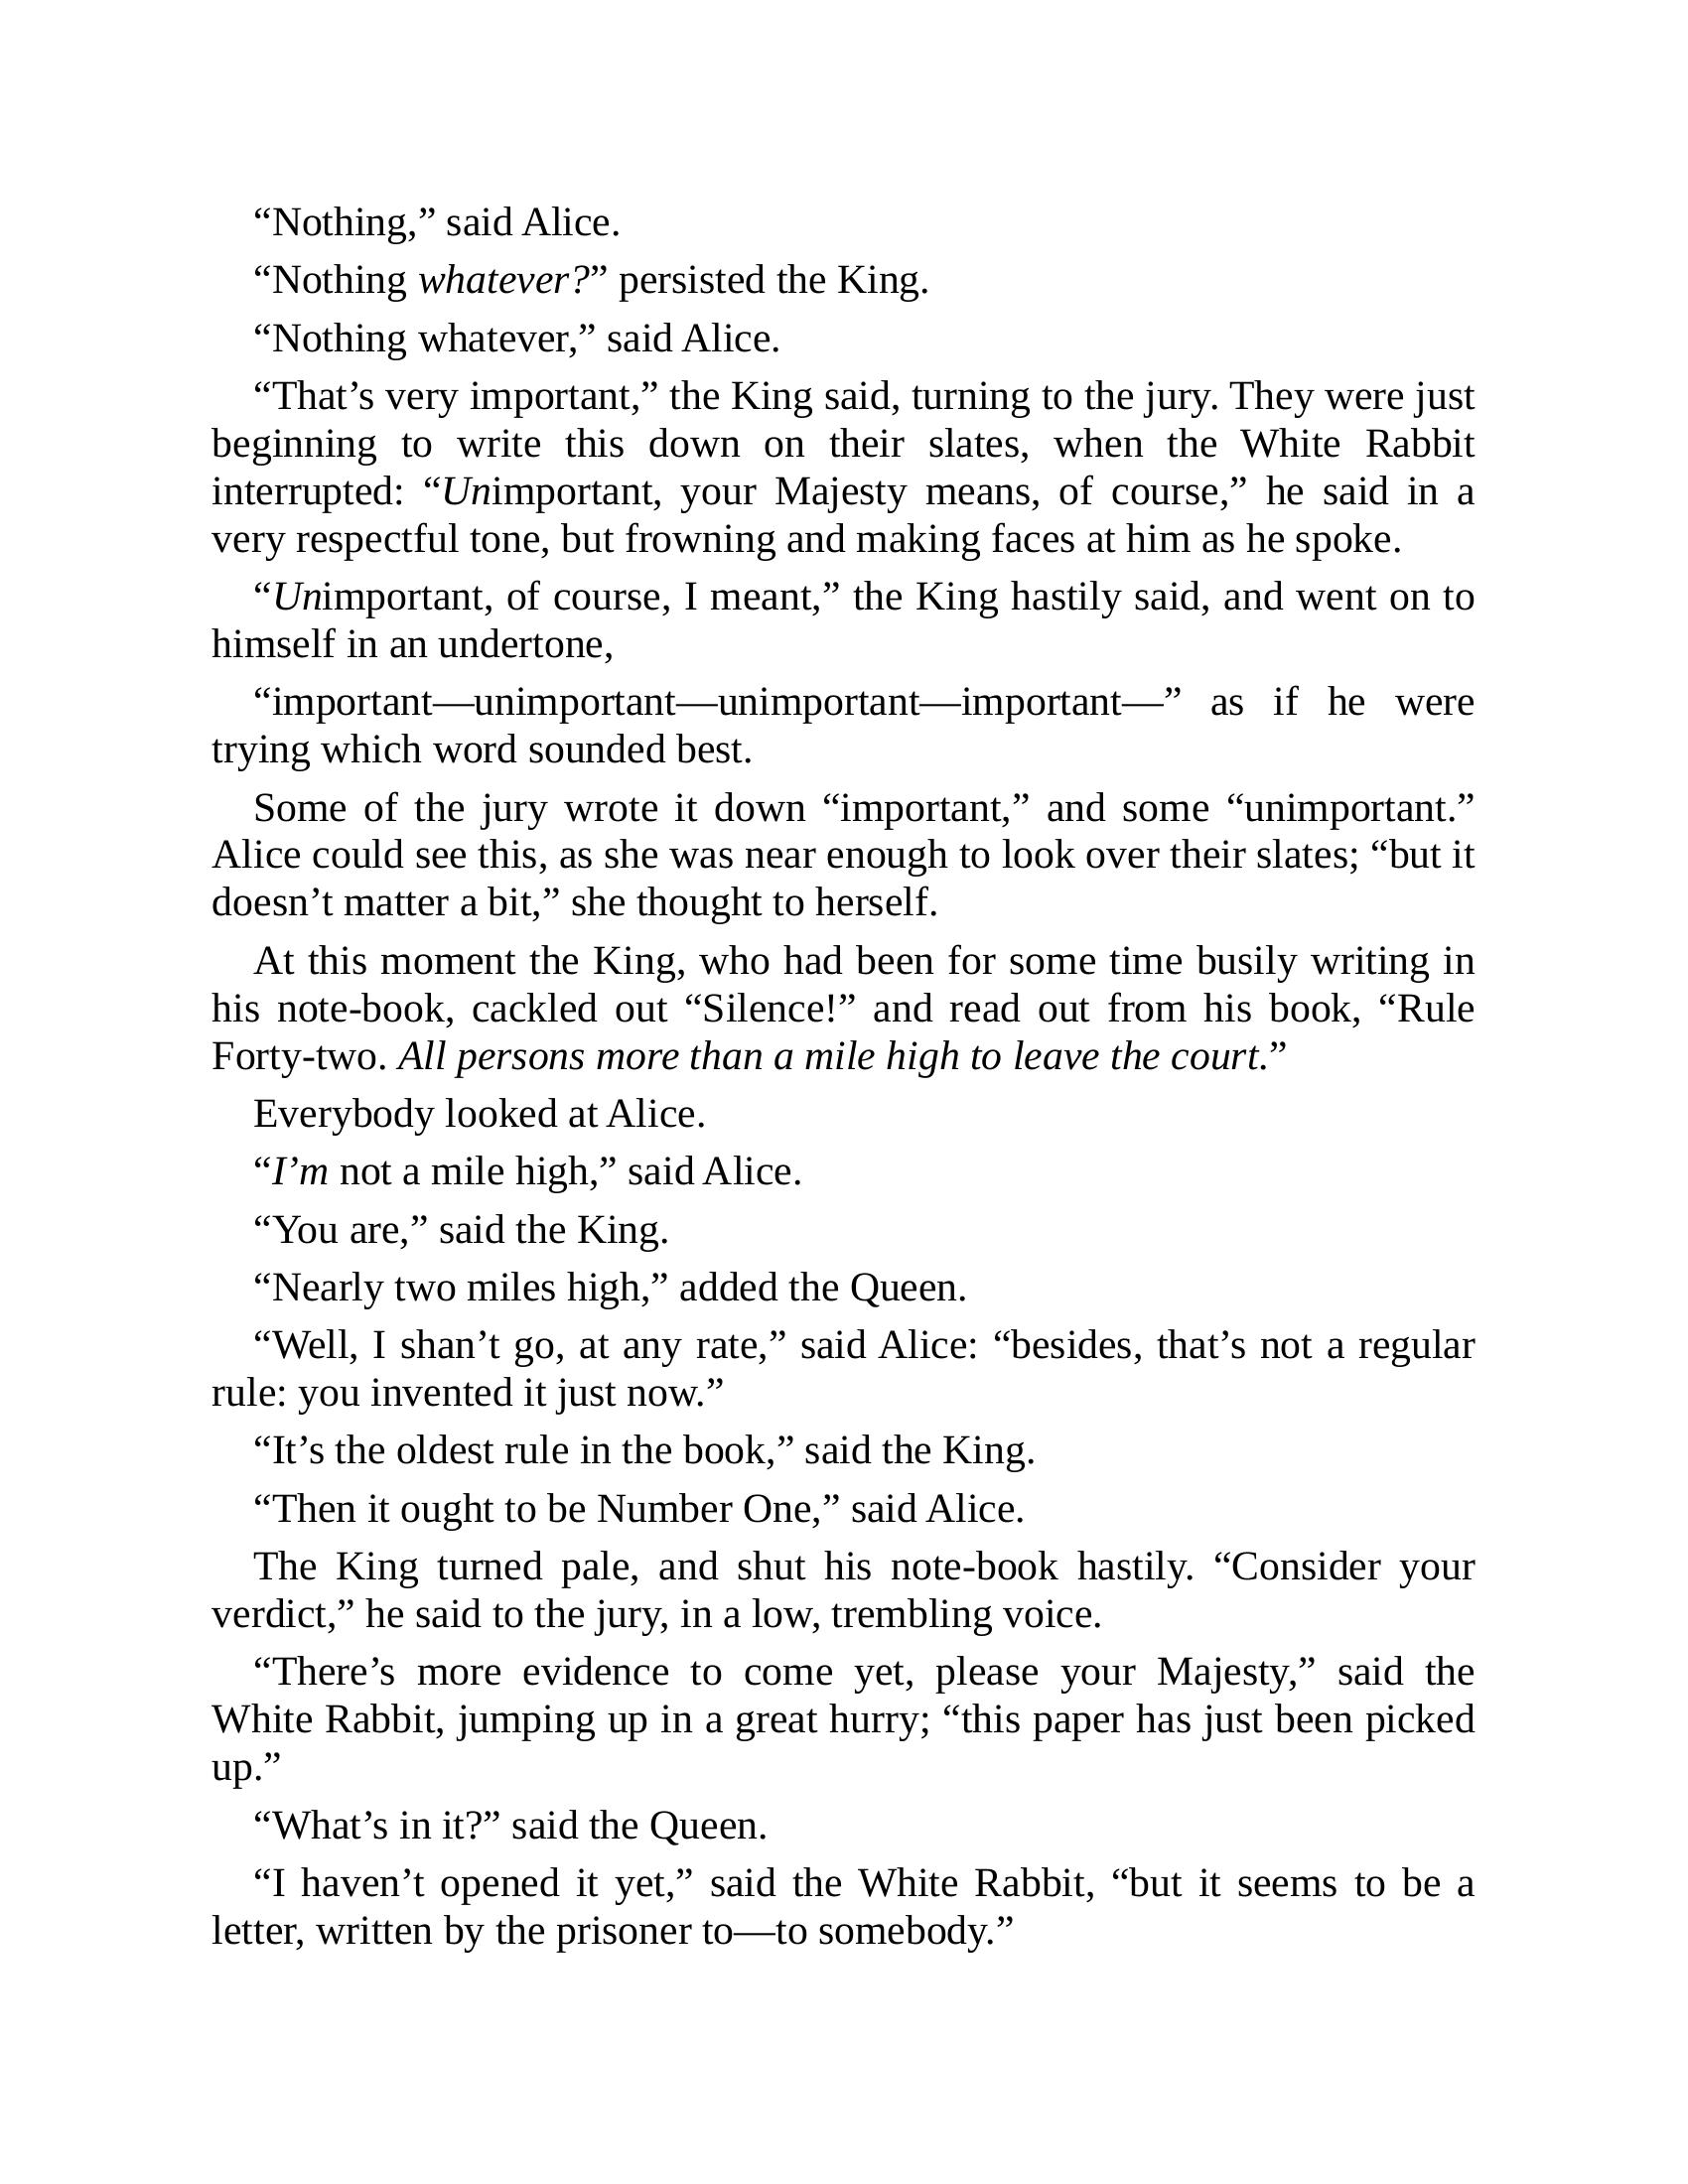 “Nothing,” said Alice.
“Nothing whatever?” persisted the King.
“Nothing whatever,” said Alice.
“That’s very important,” the King said, turning to the jury. They were just
beginning to write this down on their slates, when the White Rabbit
interrupted: “Unimportant, your Majesty means, of course,” he said in a
very respectful tone, but frowning and making faces at him as he spoke.
“Unimportant, of course, I meant,” the King hastily said, and went on to
himself in an undertone,
“important—unimportant—unimportant—important—” as if he were
trying which word sounded best.
Some of the jury wrote it down “important,” and some “unimportant.”
Alice could see this, as she was near enough to look over their slates; “but it
doesn’t matter a bit,” she thought to herself.
At this moment the King, who had been for some time busily writing in
his note-book, cackled out “Silence!” and read out from his book, “Rule
Forty-two. All persons more than a mile high to leave the court.”
Everybody looked at Alice.
“I’m not a mile high,” said Alice.
“You are,” said the King.
“Nearly two miles high,” added the Queen.
“Well, I shan’t go, at any rate,” said Alice: “besides, that’s not a regular
rule: you invented it just now.”
“It’s the oldest rule in the book,” said the King.
“Then it ought to be Number One,” said Alice.
The King turned pale, and shut his note-book hastily. “Consider your
verdict,” he said to the jury, in a low, trembling voice.
“There’s more evidence to come yet, please your Majesty,” said the
White Rabbit, jumping up in a great hurry; “this paper has just been picked
up.”
“What’s in it?” said the Queen.
“I haven’t opened it yet,” said the White Rabbit, “but it seems to be a
letter, written by the prisoner to—to somebody.”